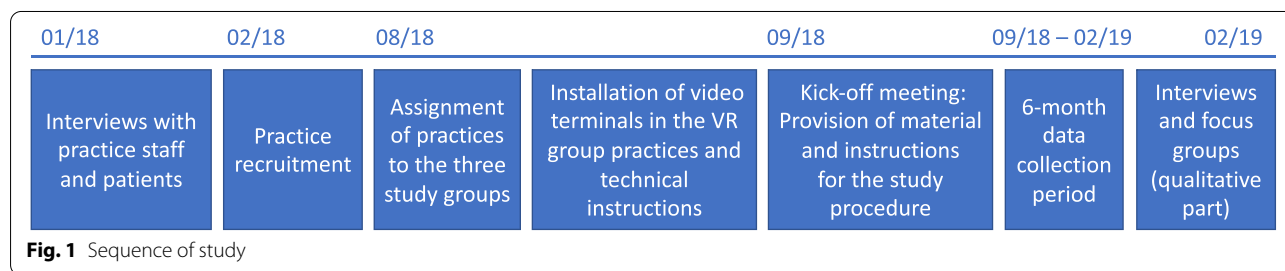 01/18
02/18
08/18
09/18
09/18 – 02/19
02/19
Interviews with
practice staff
and patients
Practice
recruitment
Assignment
of practices
to the three
study groups
Installation of video
terminals in the VR
group practices and
technical
instructions
Kick-off meeting:
Provision of material
and instructions
for the study
procedure
6-month
data
collection
period
Interviews
and focus
groups
(qualitative
part)
Fig. 1 Sequence of study